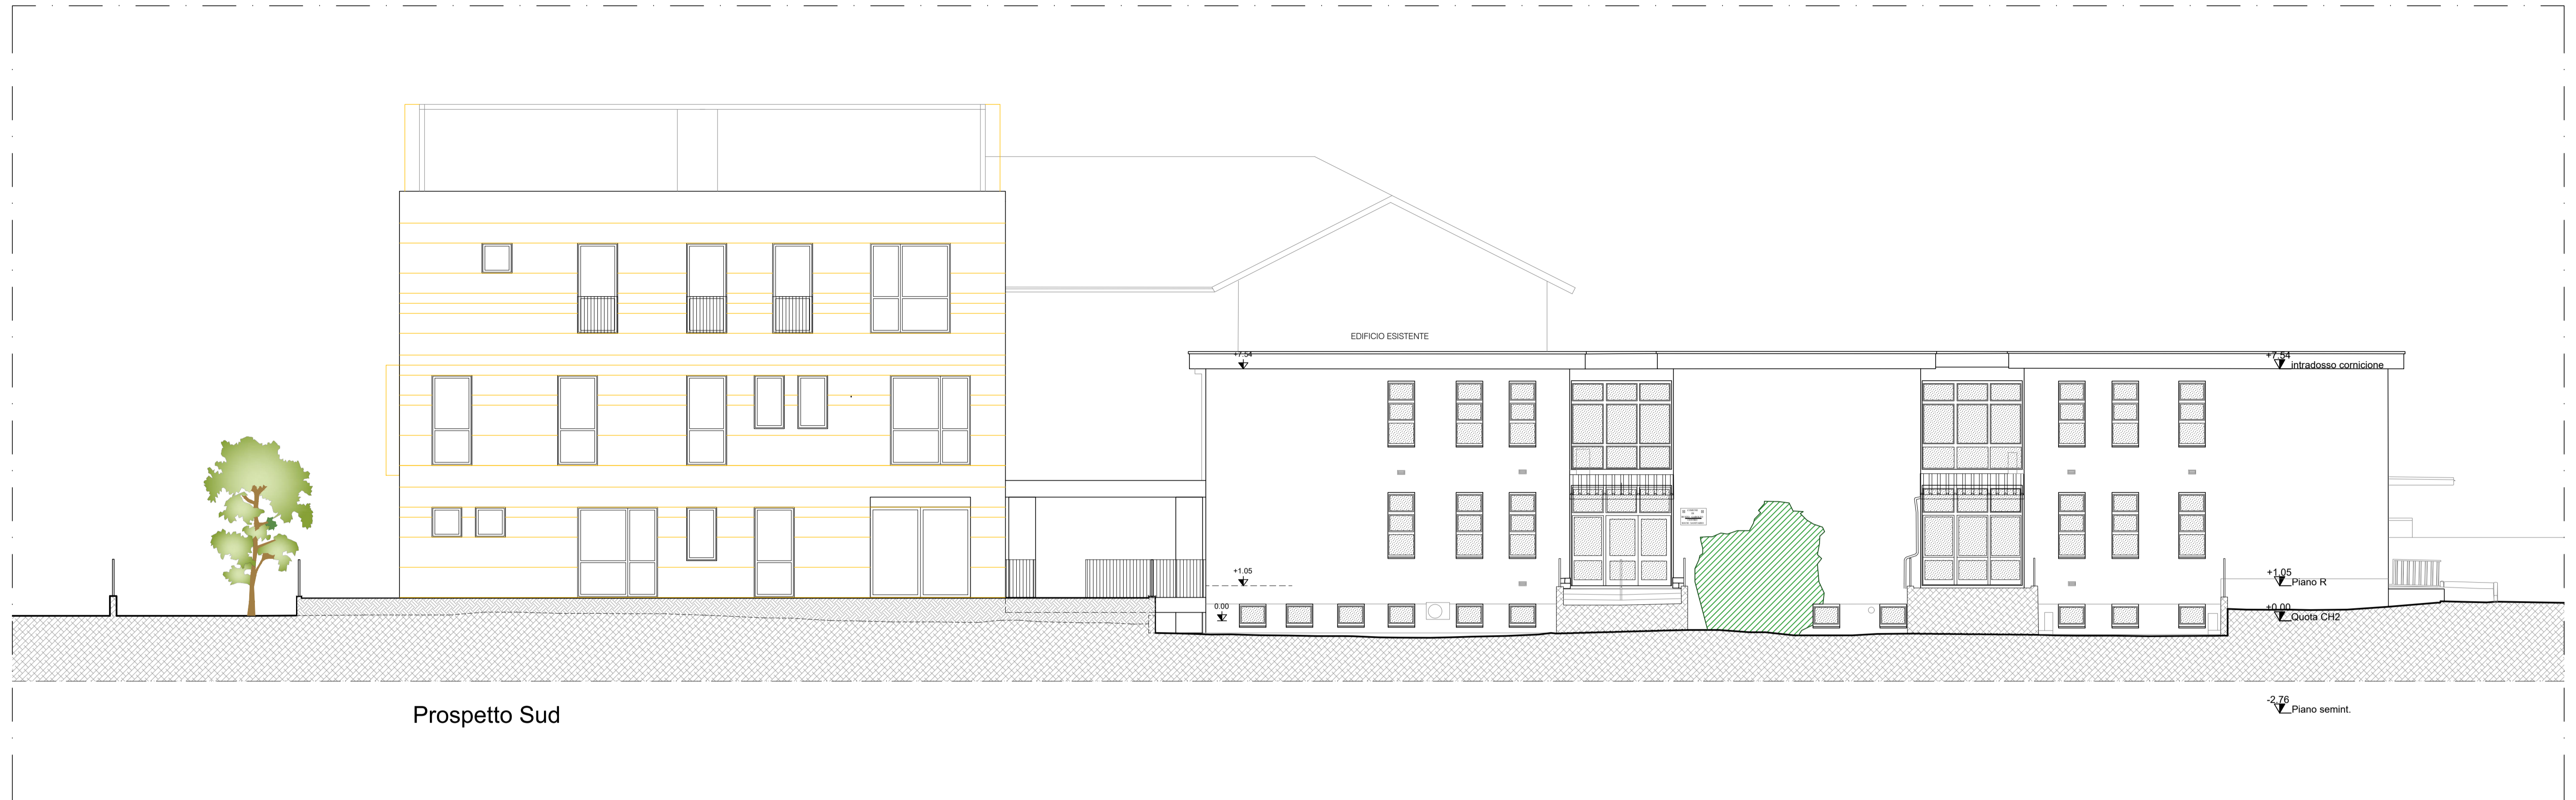 EDIFICIO ESISTENTE
+7.54
+7.54
intradosso cornicione
+1.05
+1.05
Piano R
0.00
+0.00
Quota CH2
-2.76
Piano semint.
Prospetto Sud